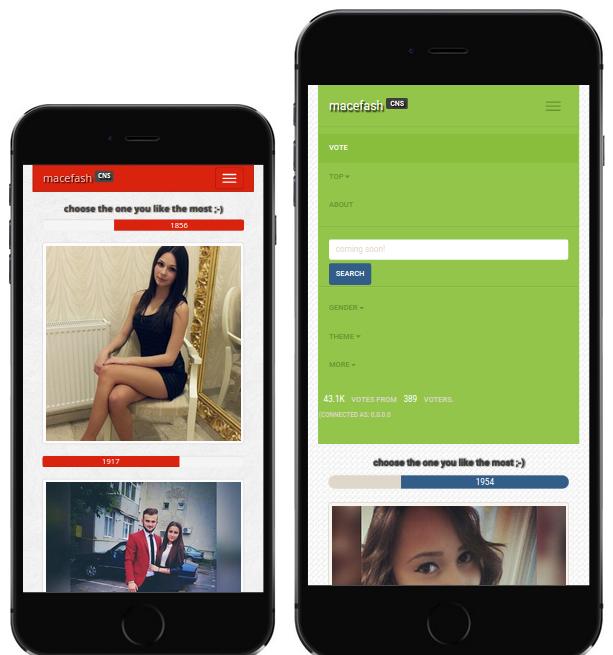 macefash CNS
choose the one you like the most ;-)
1856
1917
macefash CNS
VOTE
TOP
ABOUT
coming soon!
SEARCH
GENDER
THEME
MORE
43.1K VOTES FROM 389 VOTERS.
(CONNECTED AS: 0.0.0.0
choose the one you like the most ;-)
1954